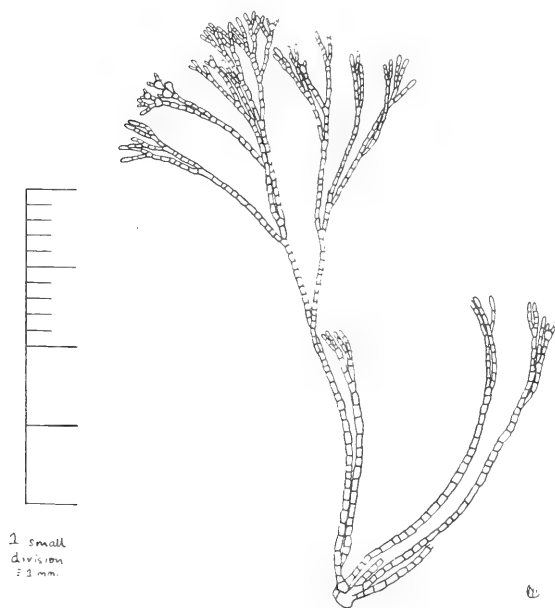 1 small
division
≡ 1 mm.